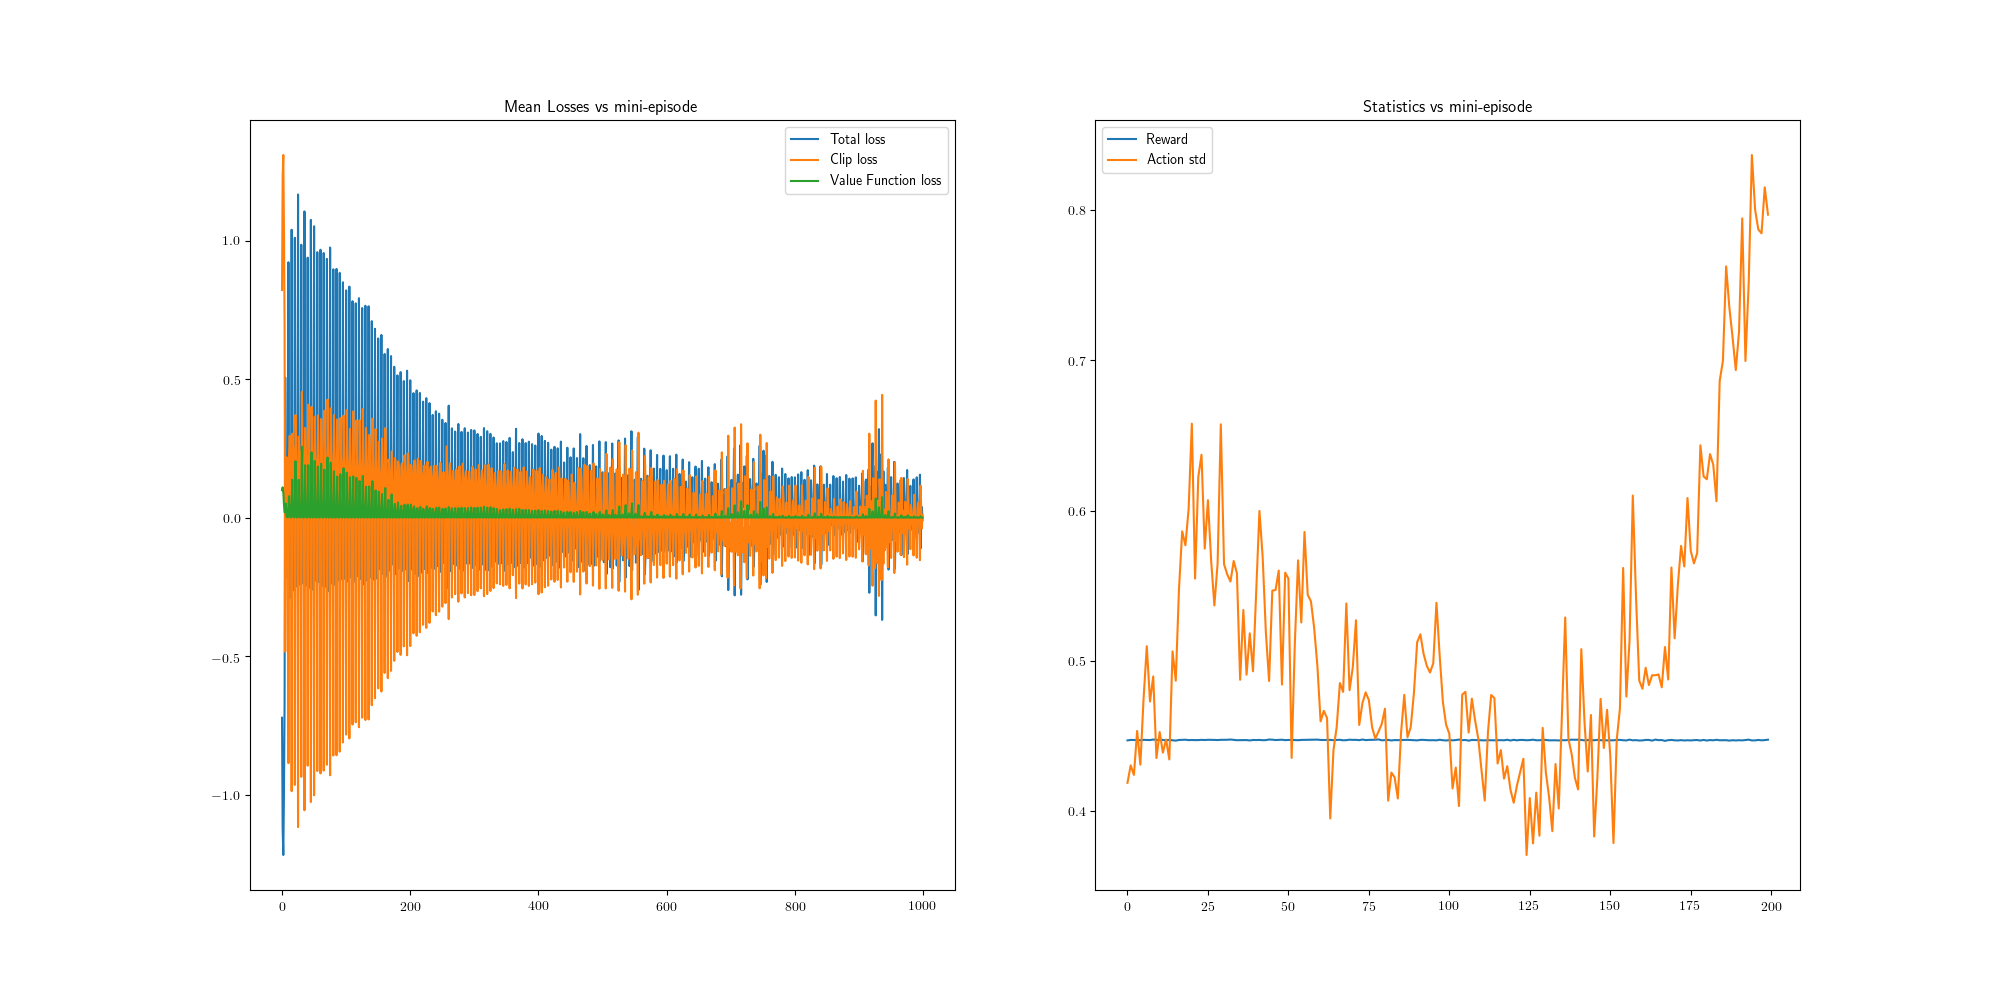 Mean Losses vs mini-episode
Total loss
Clip loss
Value Function loss
1.0
0.5
0.0
−0.5
−1.0
0 200 400 600 800 1000
Statistics vs mini-episode
Reward
Action std
0.8
0.7
0.6
0.5
0.4
0 25 50 75 100 125 150 175 200